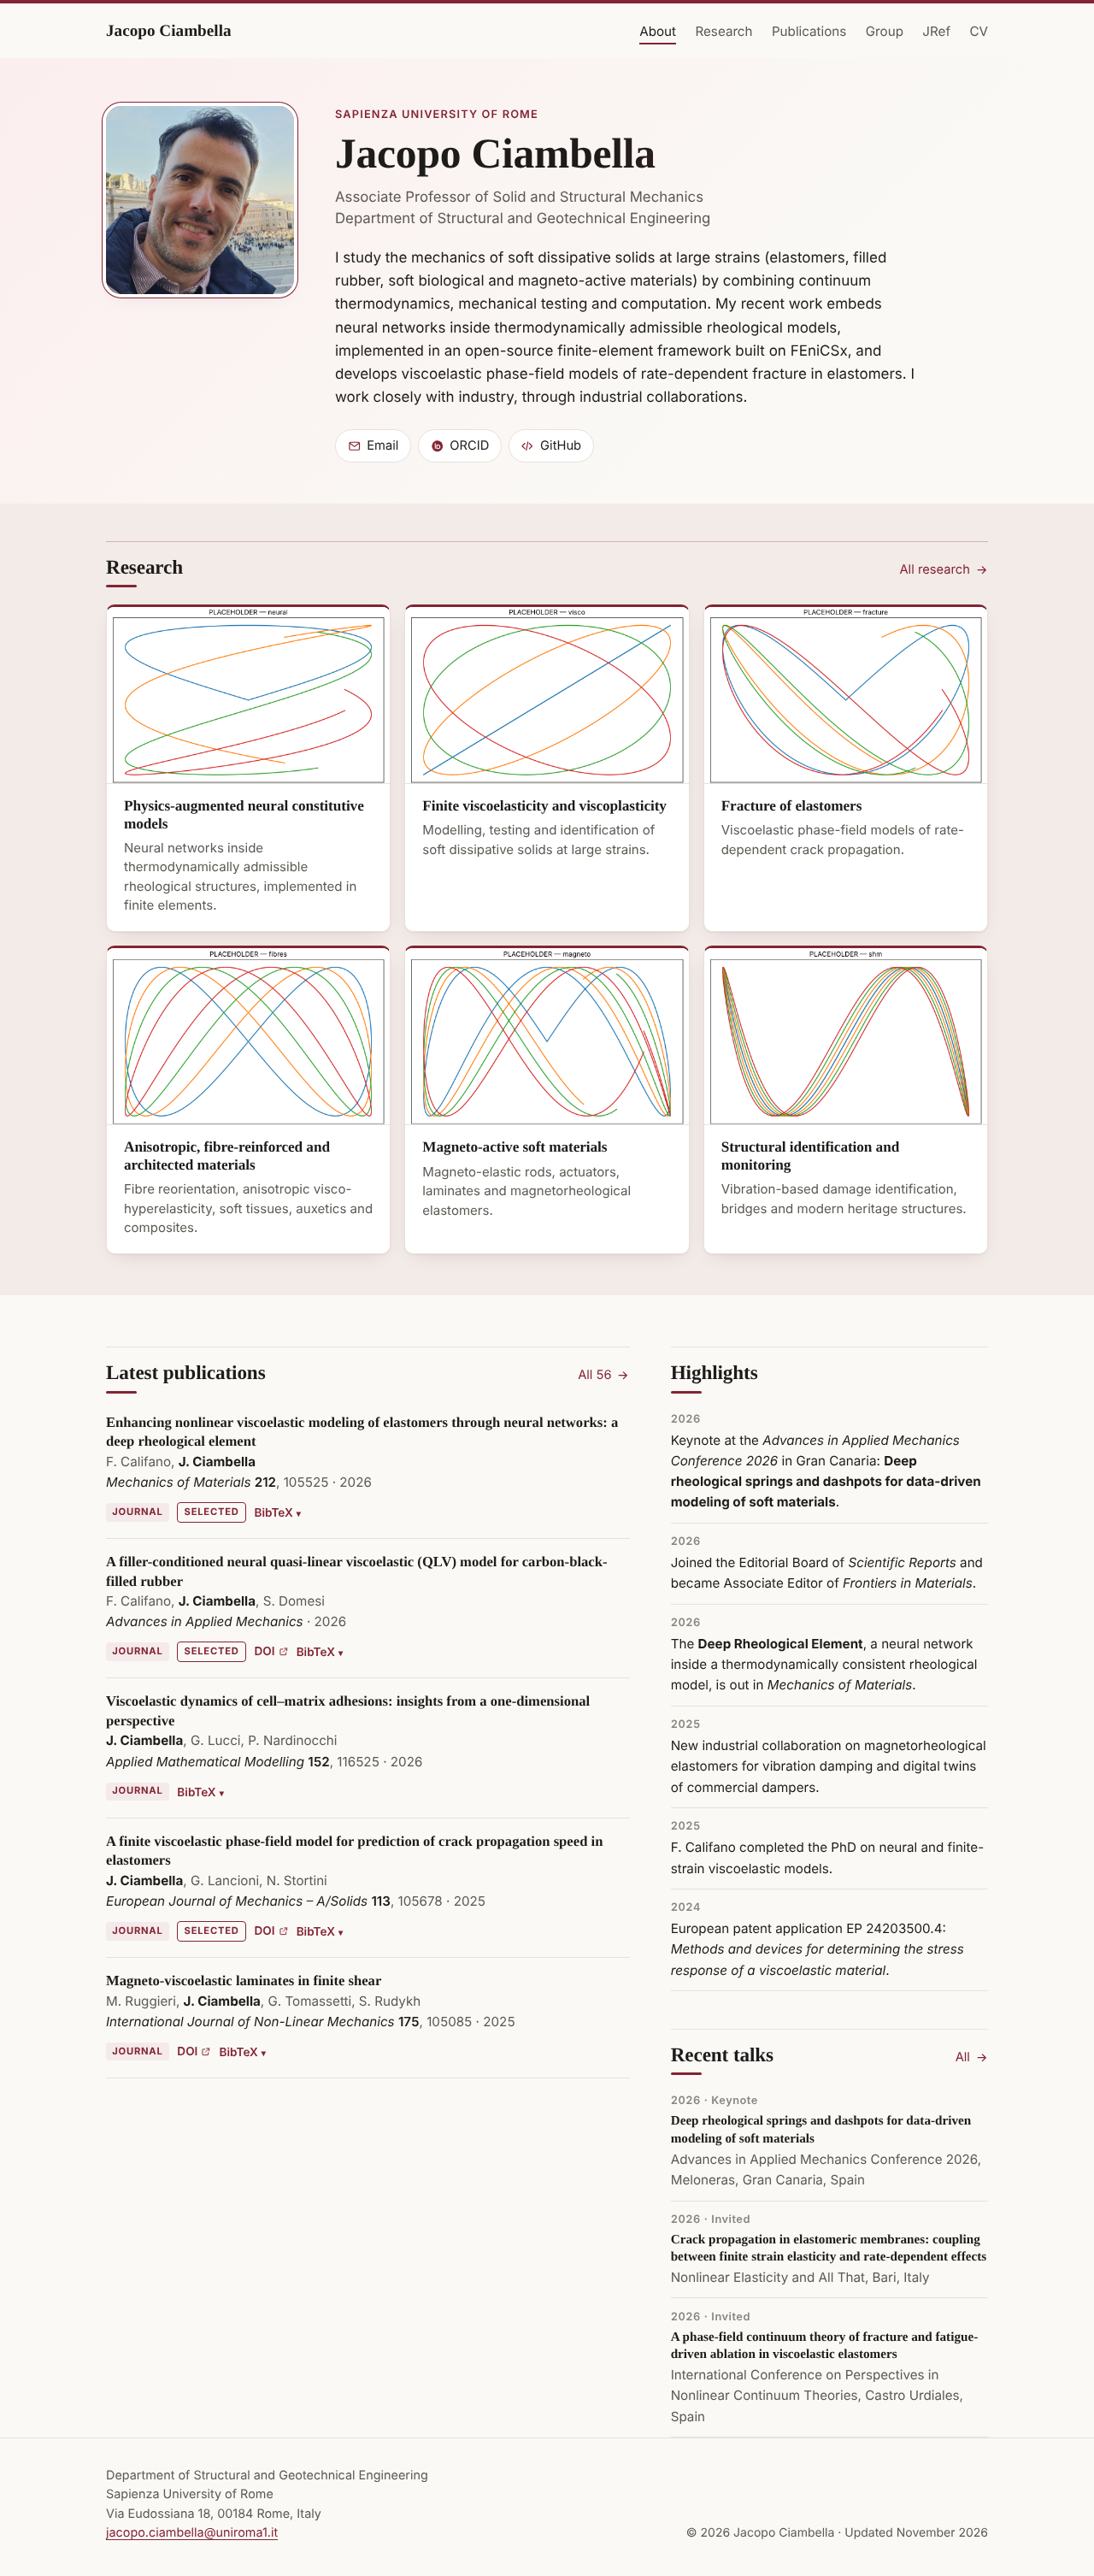 Jacopo Ciambella
About Research Publications Group JRef CV
SAPIENZA UNIVERSITY OF ROME
Jacopo Ciambella
Associate Professor of Solid and Structural Mechanics
Department of Structural and Geotechnical Engineering
I study the mechanics of soft dissipative solids at large strains (elastomers, filled
rubber, soft biological and magneto-active materials) by combining continuum
thermodynamics, mechanical testing and computation. My recent work embeds
neural networks inside thermodynamically admissible rheological models,
implemented in an open-source finite-element framework built on FEniCSx, and
develops viscoelastic phase-field models of rate-dependent fracture in elastomers. I
work closely with industry, through industrial collaborations.
Email
ORCID
GitHub
Research
All research →
PLACEHOLDER — neural
Physics-augmented neural constitutive
models
Neural networks inside
thermodynamically admissible
rheological structures, implemented in
finite elements.
PLACEHOLDER — visco
Finite viscoelasticity and viscoplasticity
Modelling, testing and identification of
soft dissipative solids at large strains.
PLACEHOLDER — fracture
Fracture of elastomers
Viscoelastic phase-field models of rate-
dependent crack propagation.
PLACEHOLDER — fibres
Anisotropic, fibre-reinforced and
architected materials
Fibre reorientation, anisotropic visco-
hyperelasticity, soft tissues, auxetics and
composites.
PLACEHOLDER — magneto
Magneto-active soft materials
Magneto-elastic rods, actuators,
laminates and magnetorheological
elastomers.
PLACEHOLDER — shm
Structural identification and
monitoring
Vibration-based damage identification,
bridges and modern heritage structures.
Latest publications
All 56 →
Enhancing nonlinear viscoelastic modeling of elastomers through neural networks: a
deep rheological element
F. Califano, J. Ciambella
Mechanics of Materials 212, 105525 · 2026
JOURNAL SELECTED BibTeX ▾
A filler-conditioned neural quasi-linear viscoelastic (QLV) model for carbon-black-
filled rubber
F. Califano, J. Ciambella, S. Domesi
Advances in Applied Mechanics · 2026
JOURNAL SELECTED DOI BibTeX ▾
Viscoelastic dynamics of cell–matrix adhesions: insights from a one-dimensional
perspective
J. Ciambella, G. Lucci, P. Nardinocchi
Applied Mathematical Modelling 152, 116525 · 2026
JOURNAL BibTeX ▾
A finite viscoelastic phase-field model for prediction of crack propagation speed in
elastomers
J. Ciambella, G. Lancioni, N. Stortini
European Journal of Mechanics – A/Solids 113, 105678 · 2025
JOURNAL SELECTED DOI BibTeX ▾
Magneto-viscoelastic laminates in finite shear
M. Ruggieri, J. Ciambella, G. Tomassetti, S. Rudykh
International Journal of Non-Linear Mechanics 175, 105085 · 2025
JOURNAL DOI BibTeX ▾
Highlights
2026
Keynote at the Advances in Applied Mechanics
Conference 2026 in Gran Canaria: Deep
rheological springs and dashpots for data-driven
modeling of soft materials.
2026
Joined the Editorial Board of Scientific Reports and
became Associate Editor of Frontiers in Materials.
2026
The Deep Rheological Element, a neural network
inside a thermodynamically consistent rheological
model, is out in Mechanics of Materials.
2025
New industrial collaboration on magnetorheological
elastomers for vibration damping and digital twins
of commercial dampers.
2025
F. Califano completed the PhD on neural and finite-
strain viscoelastic models.
2024
European patent application EP 24203500.4:
Methods and devices for determining the stress
response of a viscoelastic material.
Recent talks
All →
2026 · Keynote
Deep rheological springs and dashpots for data-driven
modeling of soft materials
Advances in Applied Mechanics Conference 2026,
Meloneras, Gran Canaria, Spain
2026 · Invited
Crack propagation in elastomeric membranes: coupling
between finite strain elasticity and rate-dependent effects
Nonlinear Elasticity and All That, Bari, Italy
2026 · Invited
A phase-field continuum theory of fracture and fatigue-
driven ablation in viscoelastic elastomers
International Conference on Perspectives in
Nonlinear Continuum Theories, Castro Urdiales,
Spain
Department of Structural and Geotechnical Engineering
Sapienza University of Rome
Via Eudossiana 18, 00184 Rome, Italy
jacopo.ciambella@uniroma1.it
© 2026 Jacopo Ciambella · Updated November 2026